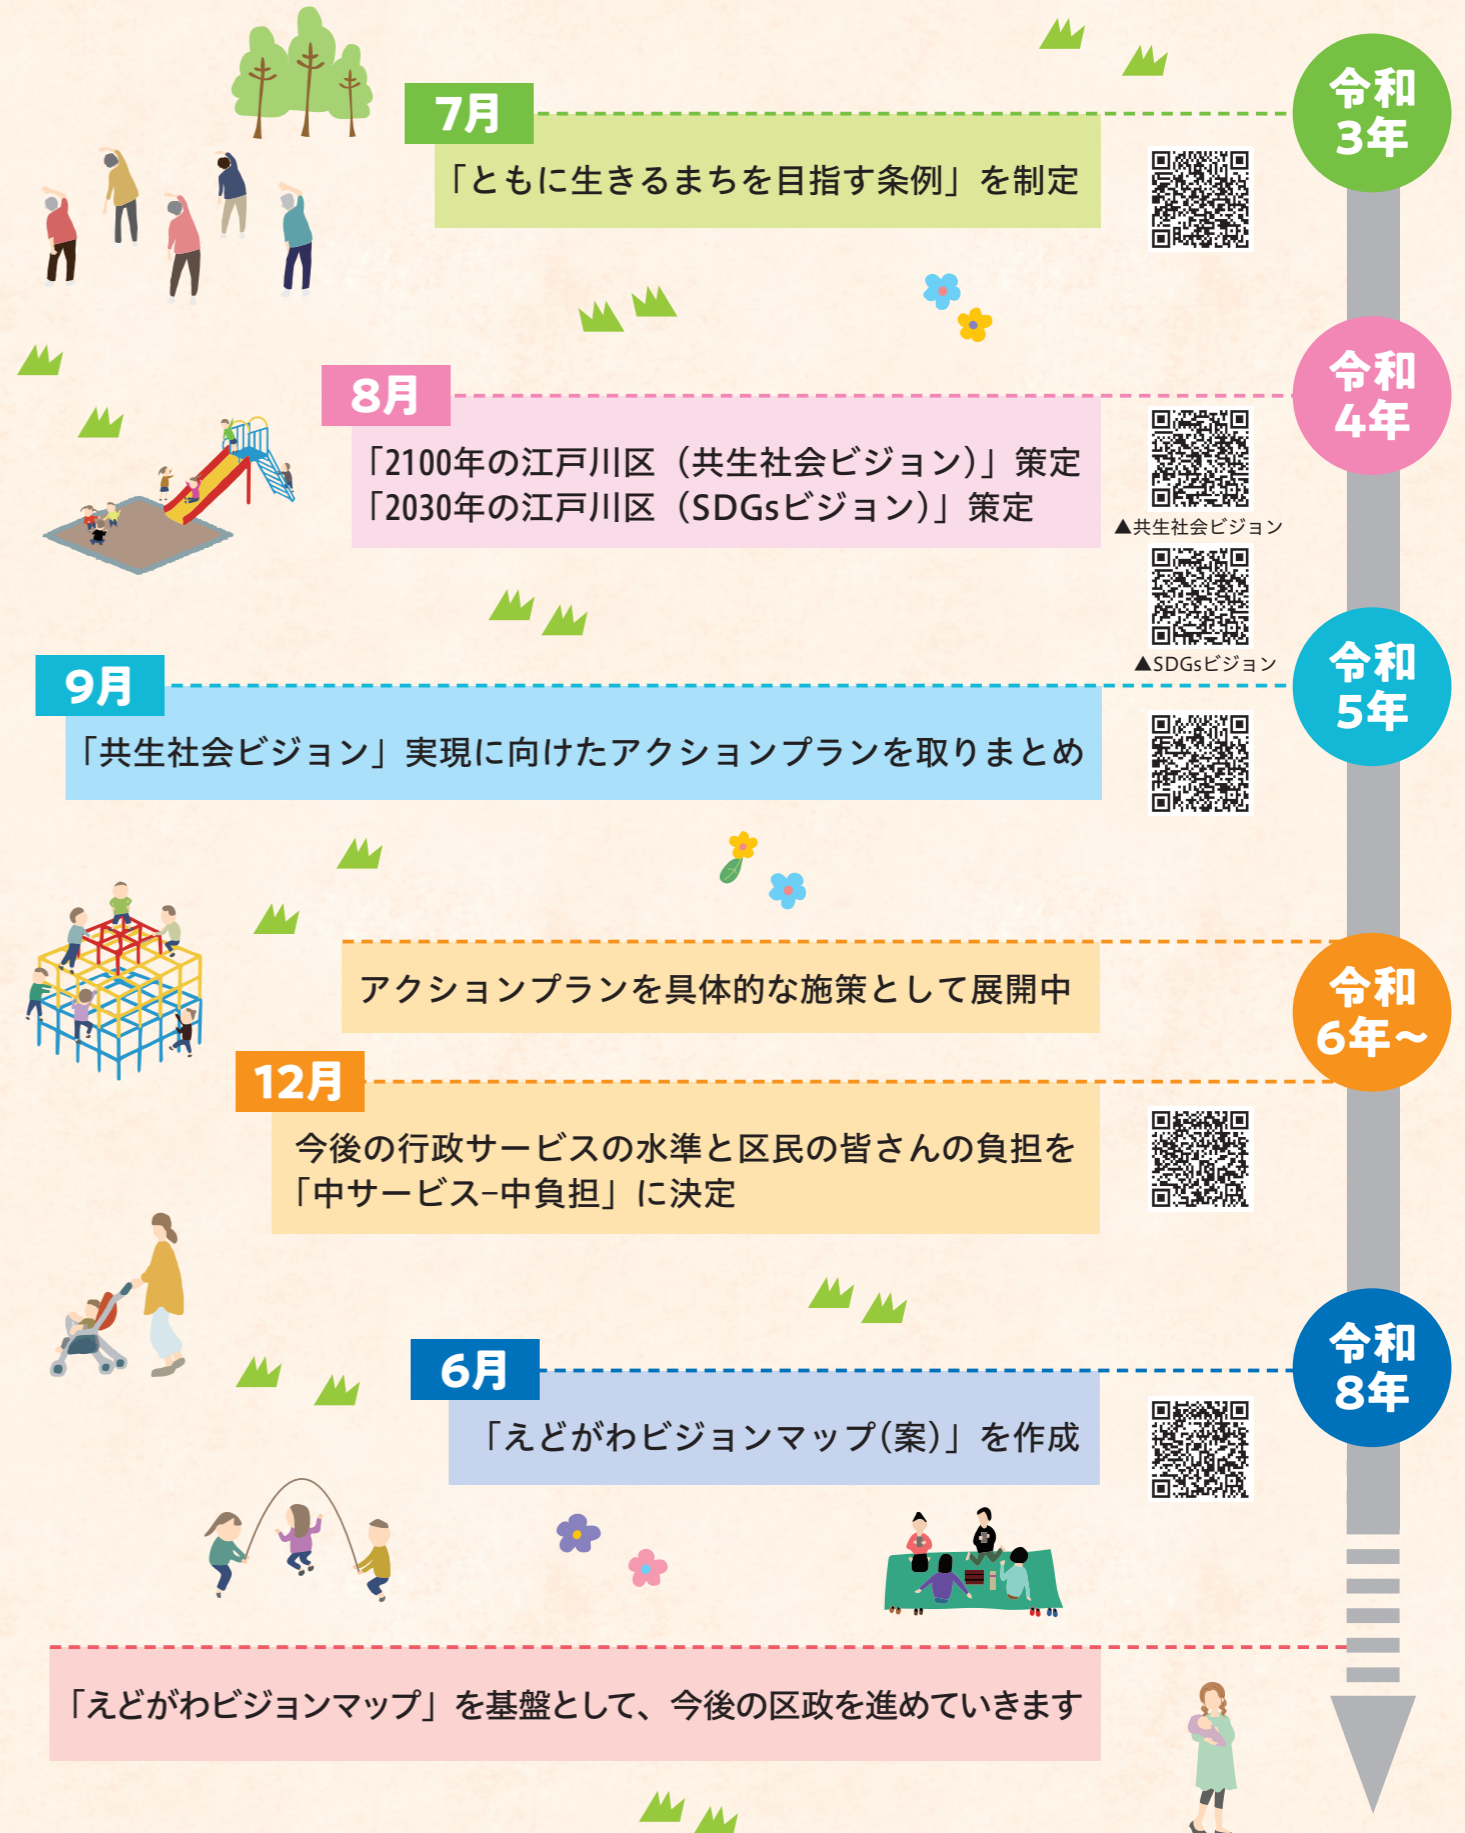 令和
3年
7月
「ともに生きるまちを目指す条例」を制定
令和
4年
8月
「2100年の江戸川区（共生社会ビジョン）」策定
「2030年の江戸川区（SDGsビジョン）」策定
▲共生社会ビジョン
▲SDGsビジョン
令和
5年
9月
「共生社会ビジョン」実現に向けたアクションプランを取りまとめ
令和
6年～
アクションプランを具体的な施策として展開中
12月
今後の行政サービスの水準と区民の皆さんの負担を
「中サービス−中負担」に決定
令和
8年
6月
「えどがわビジョンマップ（案）」を作成
「えどがわビジョンマップ」を基盤として、今後の区政を進めていきます